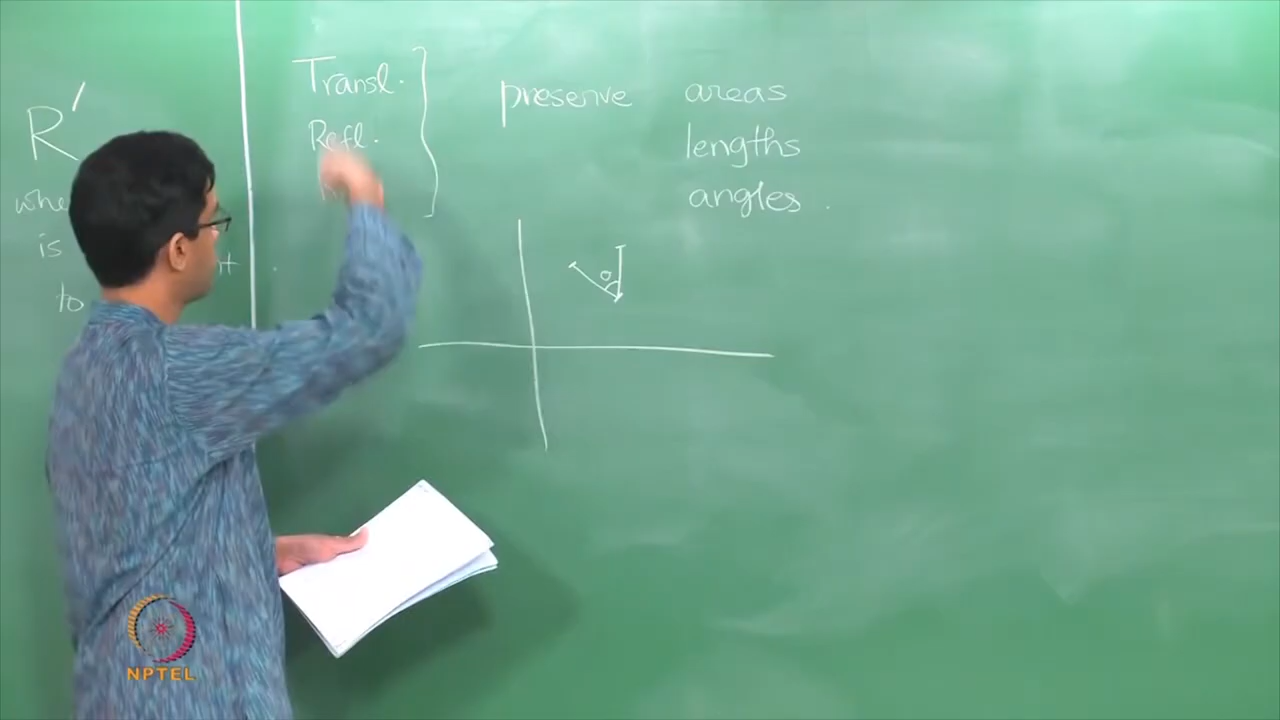 R′
is
to
Transl.
Refl.
preserve areas
lengths
angles.
θ
NPTEL